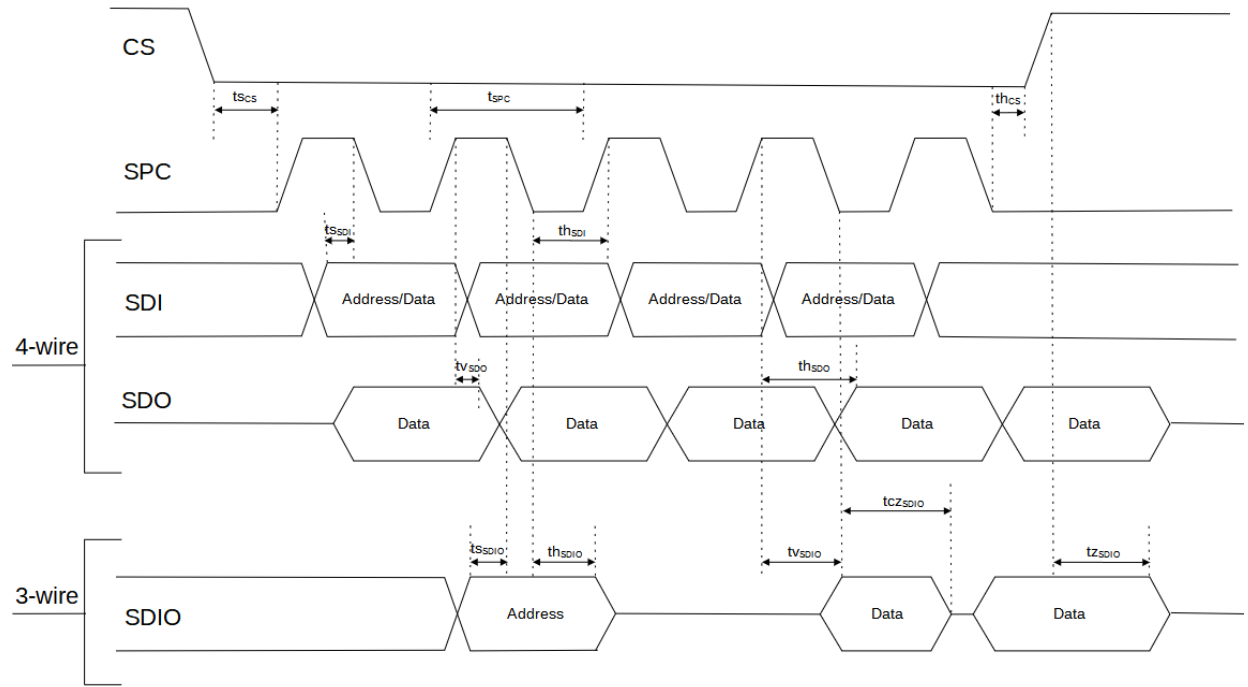 CS
tsCS
tSPC
thCS
SPC
tsSDI
thSDI
SDI
Address/Data
Address/Data
Address/Data
Address/Data
4-wire
tvSDO
thSDO
SDO
Data
Data
Data
Data
Data
tczSDIO
tsSDIO
thSDIO
tvSDIO
tzSDIO
3-wire
SDIO
Address
Data
Data